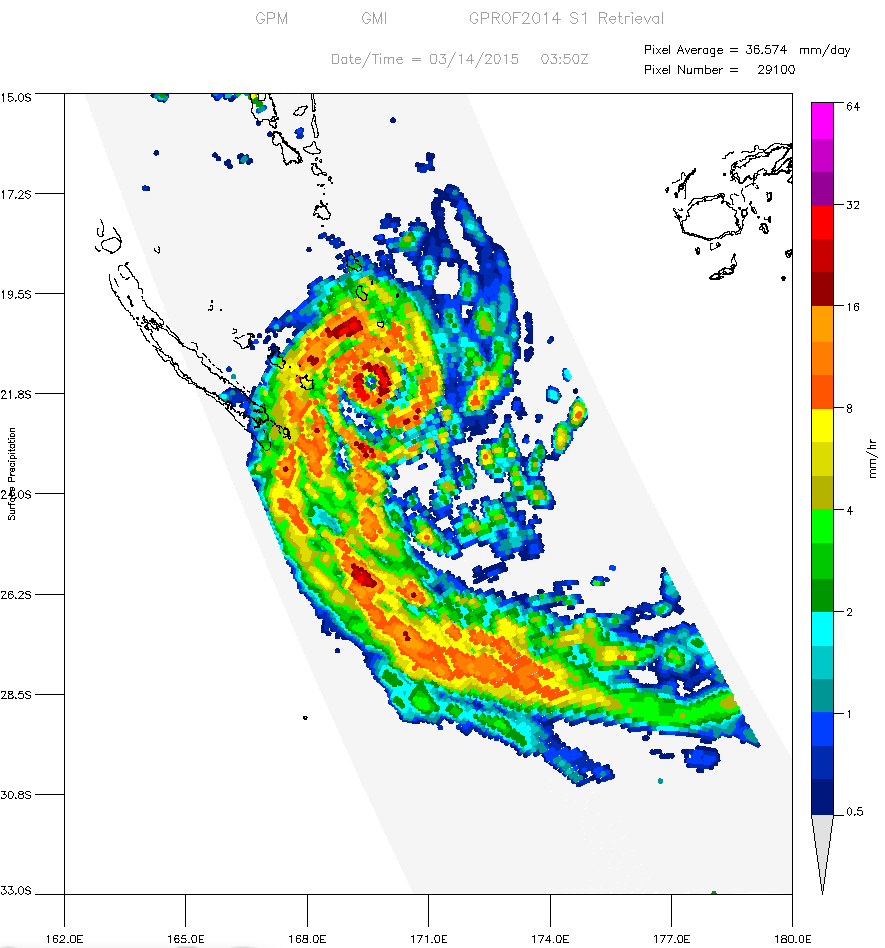 GPM GMI GPROF2014 S1 Retrieval
Date/Time = 03/14/2015 03:50Z
Pixel Average = 36.574 mm/day
Pixel Number = 29100
15.0S
17.2S
19.5S
21.8S
24.0S
26.2S
28.5S
30.8S
33.0S
Surface Precipitation
162.0E 165.0E 168.0E 171.0E 174.0E 177.0E 180.0E
64
32
16
8
4
2
1
0.5
mm/hr